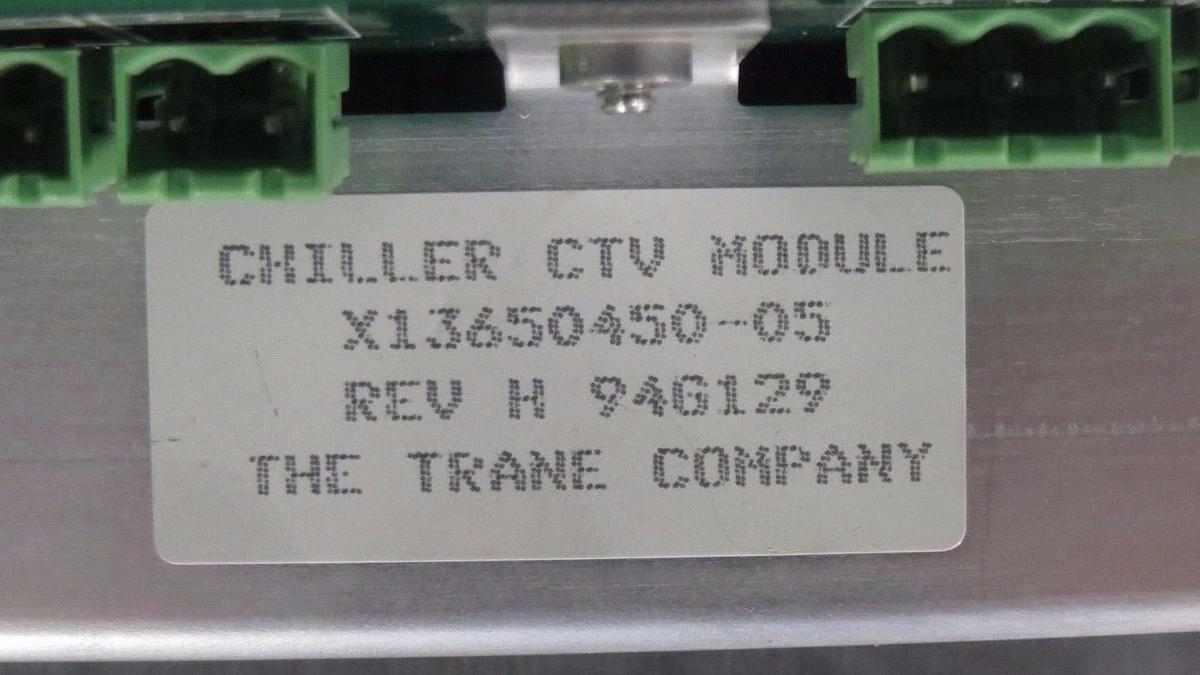 CHILLER CTV MODULE
X13650450-05
REV H 94G129
THE TRANE COMPANY